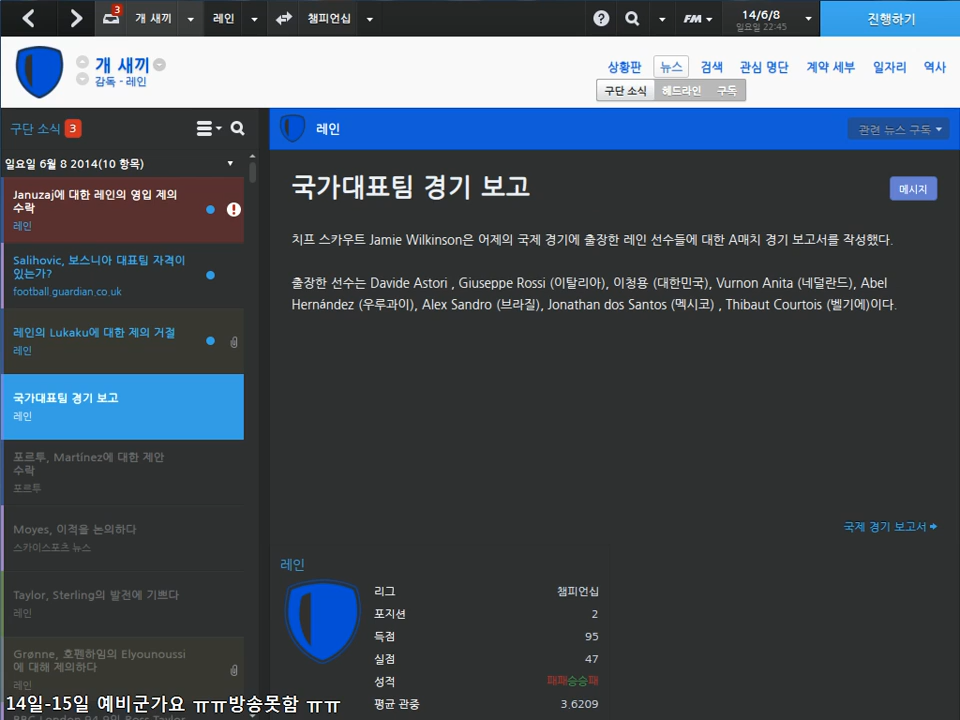 3
개 새끼
레인
챔피언십
?
FM
14/6/8
일요일 22:45
진행하기
개 새끼
감독 - 레인
상황판 뉴스 검색 관심 명단 계약 세부 일자리 역사
구단 소식 헤드라인 구독
구단 소식 3
레인
관련 뉴스 구독
일요일 6월 8 2014(10 항목)
Januzaj에 대한 레인의 영입 제의
수락
레인
Salihovic, 보스니아 대표팀 자격이
있는가?
football.guardian.co.uk
레인의 Lukaku에 대한 제의 거절
레인
국가대표팀 경기 보고
레인
포르투, Martinez에 대한 제안
수락
포르투
Moyes, 이적을 논의하다
스카이스포츠 뉴스
Taylor, Sterling의 발전에 기쁘다
레인
Grønne, 호펜하임의 Elyounoussi
에 대해 제의하다
레인
국가대표팀 경기 보고
메시지
치프 스카우트 Jamie Wilkinson은 어제의 국제 경기에 출장한 레인 선수들에 대한 A매치 경기 보고서를 작성했다.
출장한 선수는 Davide Astori , Giuseppe Rossi (이탈리아), 이청용 (대한민국), Vurnon Anita (네덜란드), Abel
Hernández (우루과이), Alex Sandro (브라질), Jonathan dos Santos (멕시코) , Thibaut Courtois (벨기에)이다.
국제 경기 보고서
레인
리그 챔피언십
포지션 2
득점 95
실점 47
성적 패패승승패
평균 관중 3,6209
14일-15일 예비군가요 ㅠㅠ방송못함 ㅠㅠ